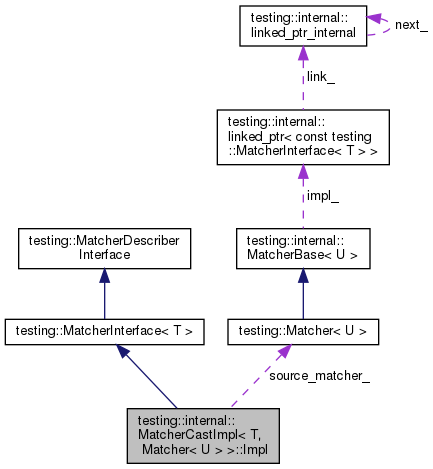 testing::internal::
linked_ptr_internal
next_
link_
testing::internal::
linked_ptr< const testing
::MatcherInterface< T > >
impl_
testing::MatcherDescriber
Interface
testing::internal::
MatcherBase< U >
testing::MatcherInterface< T >
testing::Matcher< U >
source_matcher_
testing::internal::
MatcherCastImpl< T,
Matcher< U > >::Impl